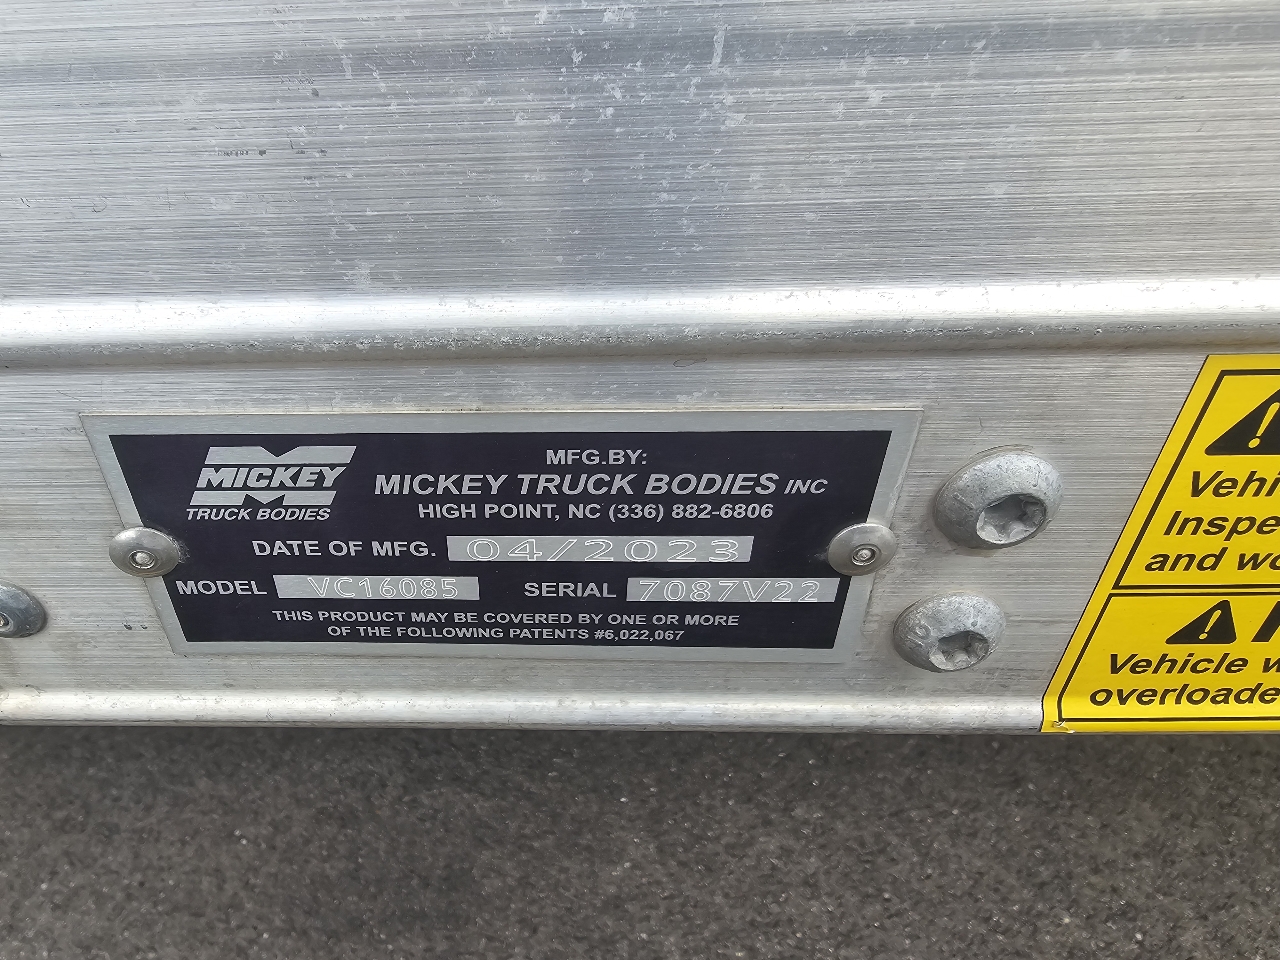 MICKEY
TRUCK BODIES
MFG.BY:
MICKEY TRUCK BODIES INC
HIGH POINT, NC (336) 882-6806
DATE OF MFG. 04/2023
MODEL VC16085 SERIAL 7087V22
THIS PRODUCT MAY BE COVERED BY ONE OR MORE
OF THE FOLLOWING PATENTS #6,022,067
Vehi
Inspe
and wo
Vehicle w
overloade